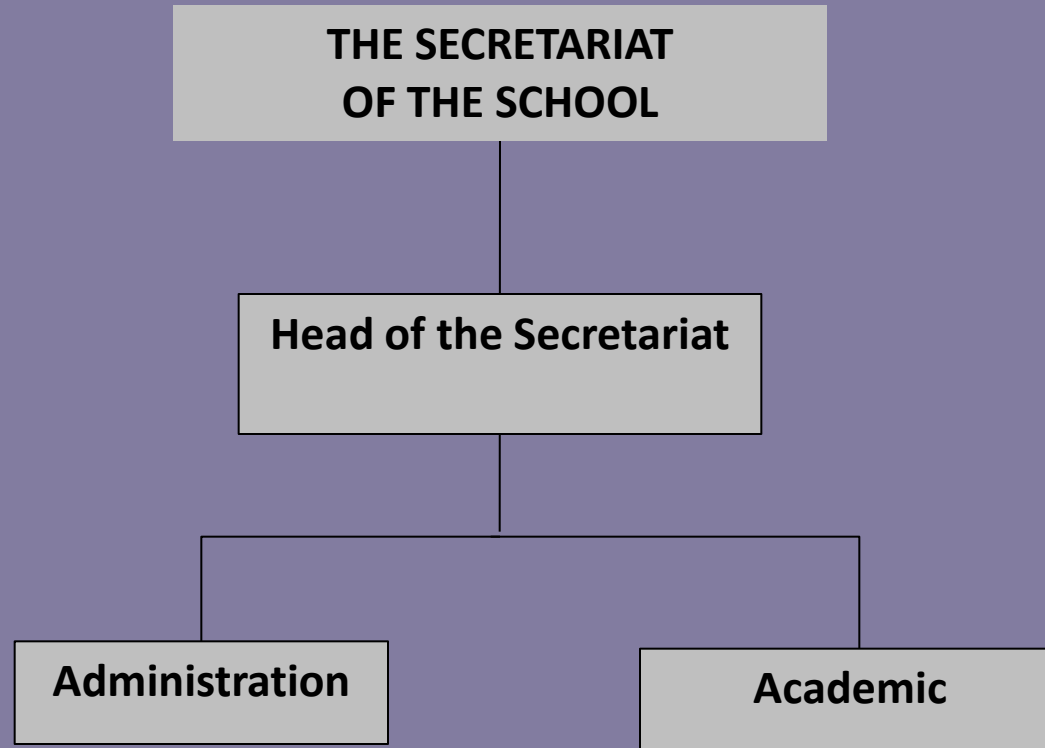 THE SECRETARIAT
OF THE SCHOOL
Head of the Secretariat
Administration
Academic